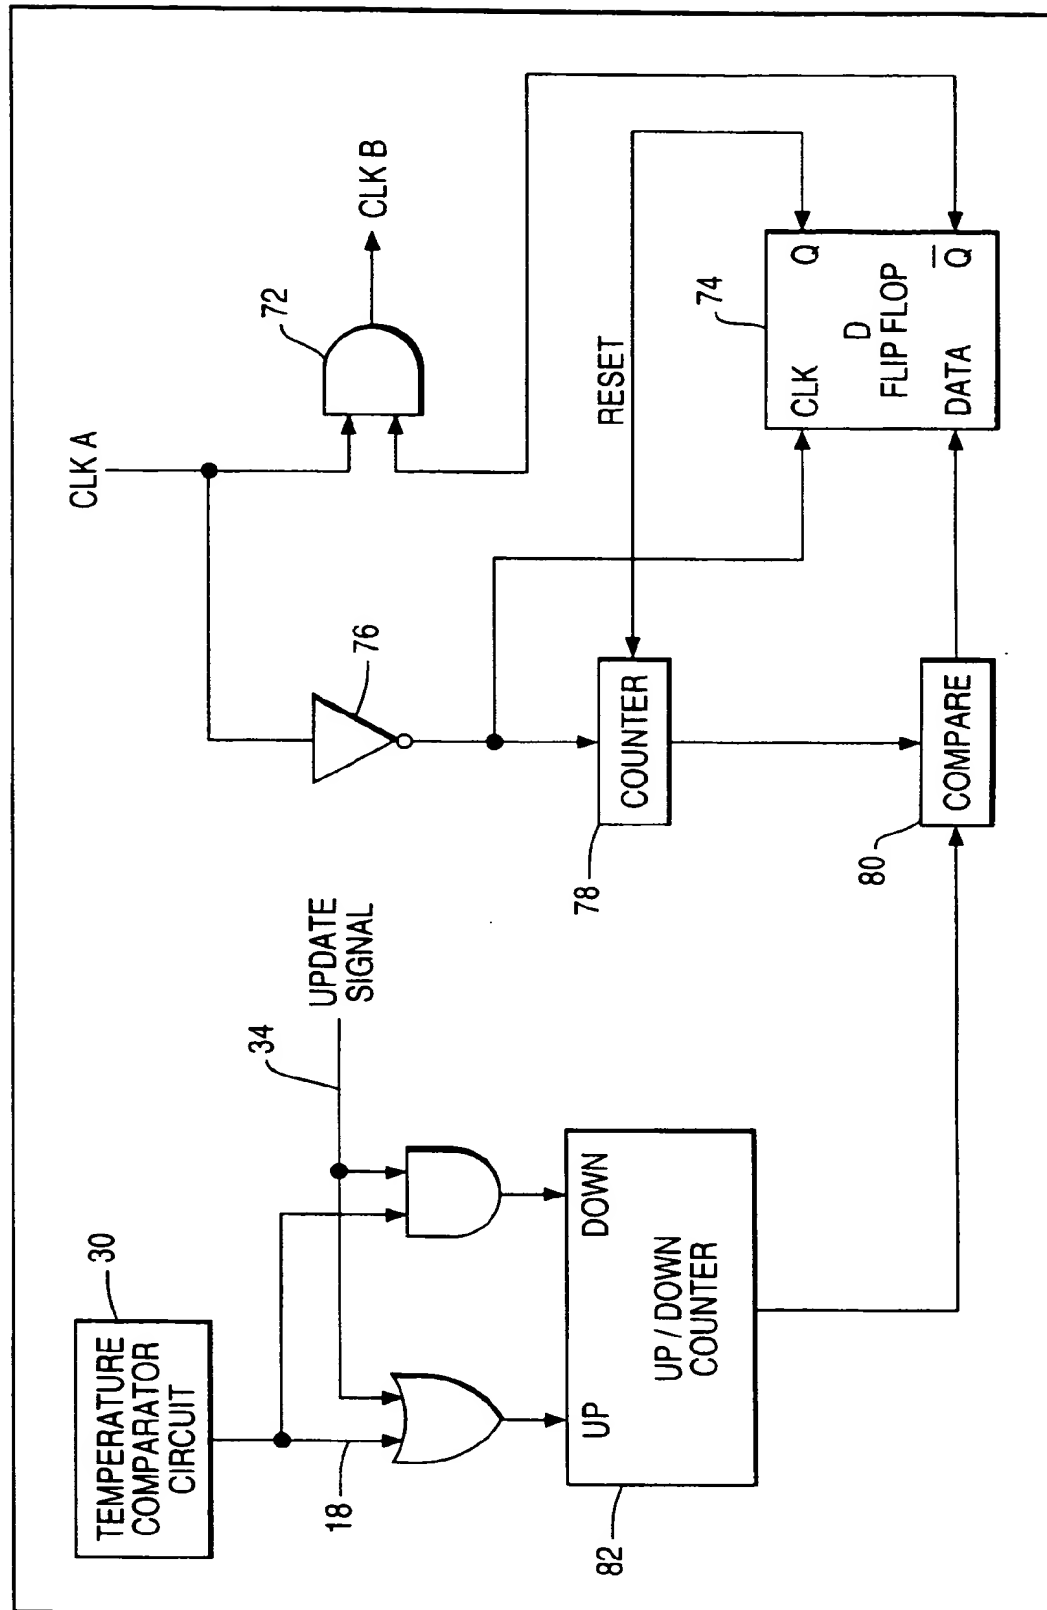 TEMPERATURE
COMPARATOR
CIRCUIT
30
18
34
UPDATE
SIGNAL
UP
DOWN
UP / DOWN
COUNTER
82
CLK A
72
CLK B
76
COUNTER
78
RESET
COMPARE
80
74
CLK
Q
D
FLIP FLOP
DATA
Q̅